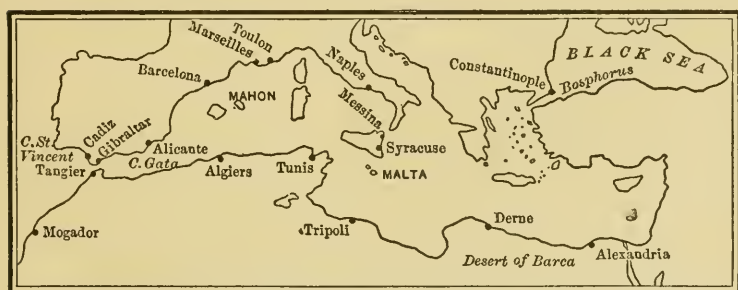 Toulon
Marseilles
Barcelona
MAHON
Naples
Messina
Constantinople
BLACK SEA
Bosphorus
C. St.
Vincent
Cadiz
Gibraltar
Tangier
Alicante
C. Gata
Algiers
Tunis
Syracuse
MALTA
Mogador
Tripoli
Derne
Desert of Barca
Alexandria